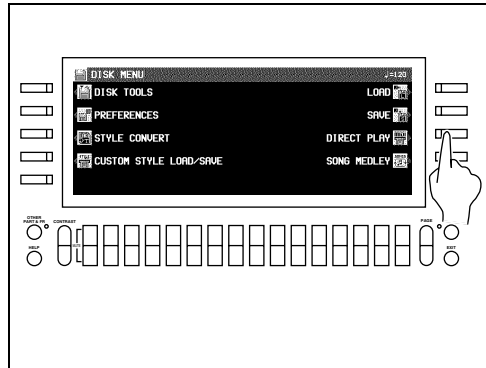 DISK MENU ♩=120
DISK TOOLS LOAD
PREFERENCES SAVE
STYLE CONVERT DIRECT PLAY
CUSTOM STYLE LOAD/SAVE SONG MEDLEY
OTHER PART & FR CONTRAST PAGE
HELP MUTE EXIT